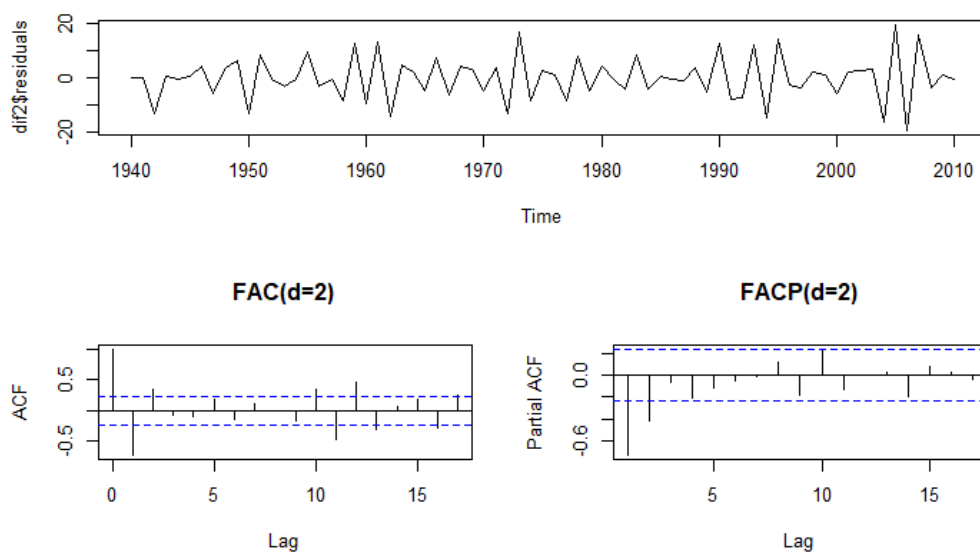 dif2$residuals
20
0
-20
1940 1950 1960 1970 1980 1990 2000 2010
Time
FAC(d=2)
ACF
0.5
-0.5
0 5 10 15
Lag
FACP(d=2)
Partial ACF
0.0
-0.6
5 10 15
Lag